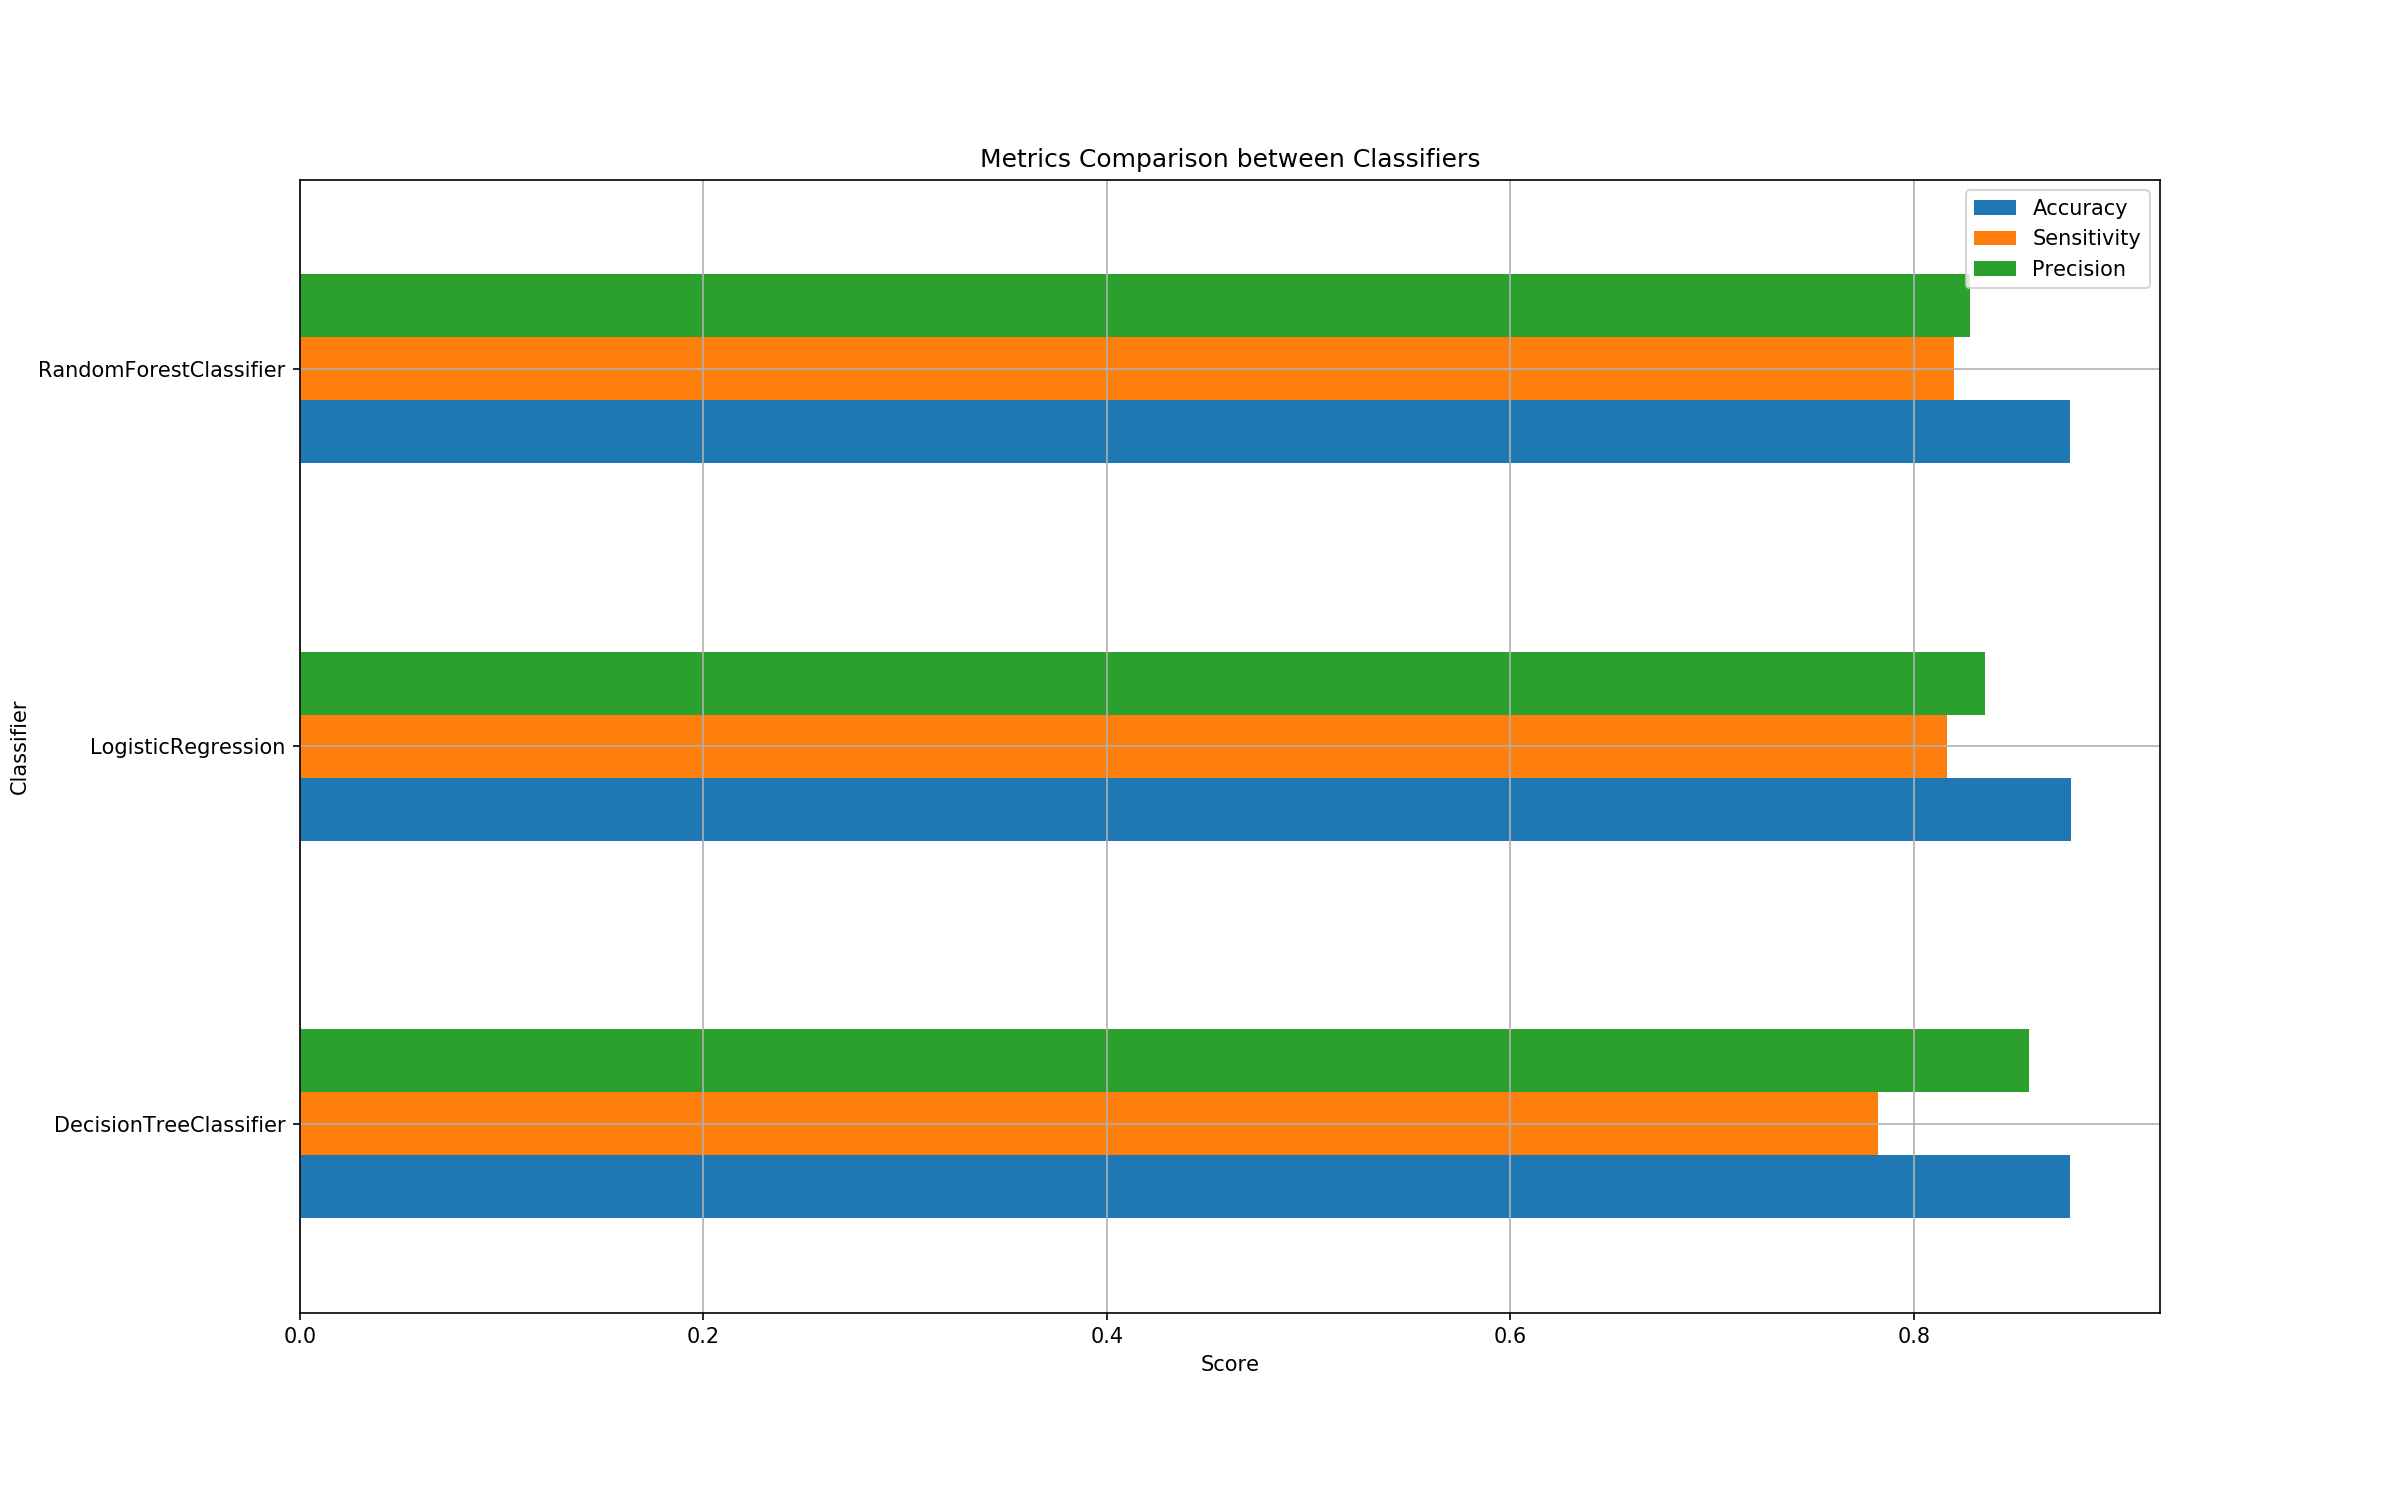 Metrics Comparison between Classifiers
Accuracy
Sensitivity
Precision
RandomForestClassifier
LogisticRegression
DecisionTreeClassifier
Classifier
0.0 0.2 0.4 0.6 0.8
Score